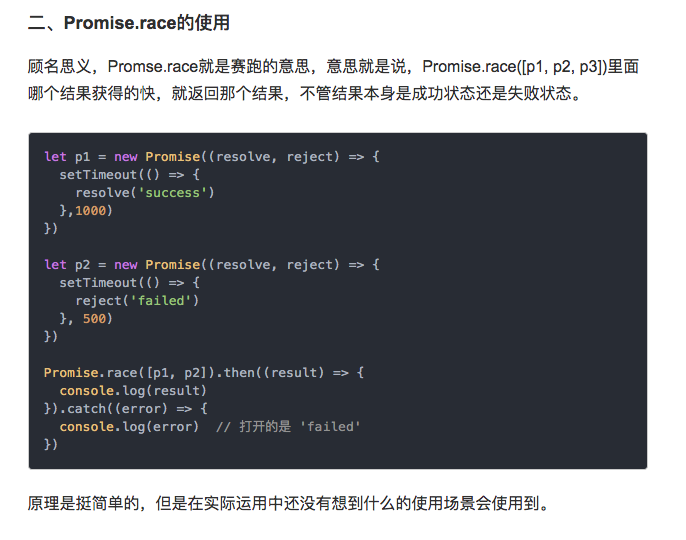 二、Promise.race的使用
顾名思义，Promse.race就是赛跑的意思，意思就是说，Promise.race([p1, p2, p3])里面
哪个结果获得的快，就返回那个结果，不管结果本身是成功状态还是失败状态。
let p1 = new Promise((resolve, reject) => {
  setTimeout(() => {
    resolve('success')
  },1000)
})
let p2 = new Promise((resolve, reject) => {
  setTimeout(() => {
    reject('failed')
  }, 500)
})
Promise.race([p1, p2]).then((result) => {
  console.log(result)
}).catch((error) => {
  console.log(error)  // 打开的是 'failed'
})
原理是挺简单的，但是在实际运用中还没有想到什么的使用场景会使用到。